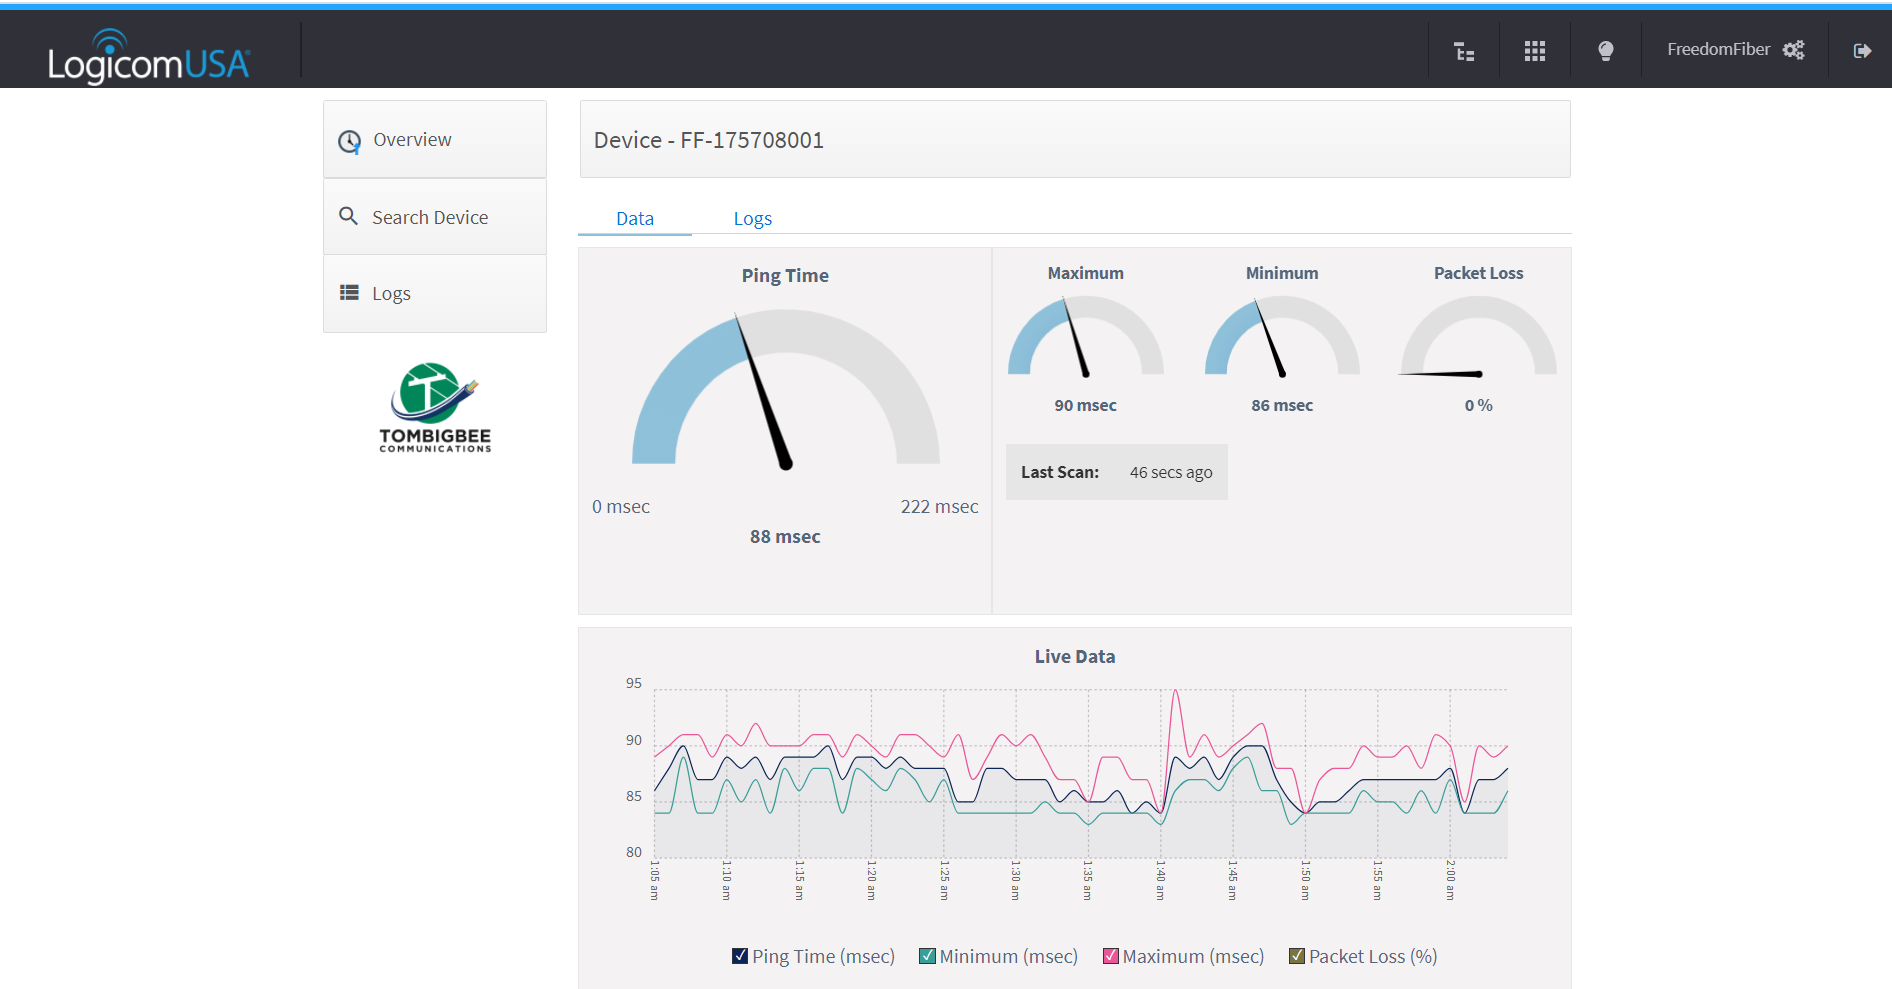 LogicomUSA®
FreedomFiber
Overview
Search Device
Logs
TOMBIGBEE
COMMUNICATIONS
Device - FF-175708001
Data Logs
Ping Time
0 msec 222 msec
88 msec
Maximum Minimum Packet Loss
90 msec 86 msec 0 %
Last Scan: 46 secs ago
Live Data
95
90
85
80
1:05 am 1:10 am 1:15 am 1:20 am 1:25 am 1:30 am 1:35 am 1:40 am 1:45 am 1:50 am 1:55 am 2:00 am
Ping Time (msec) Minimum (msec) Maximum (msec) Packet Loss (%)